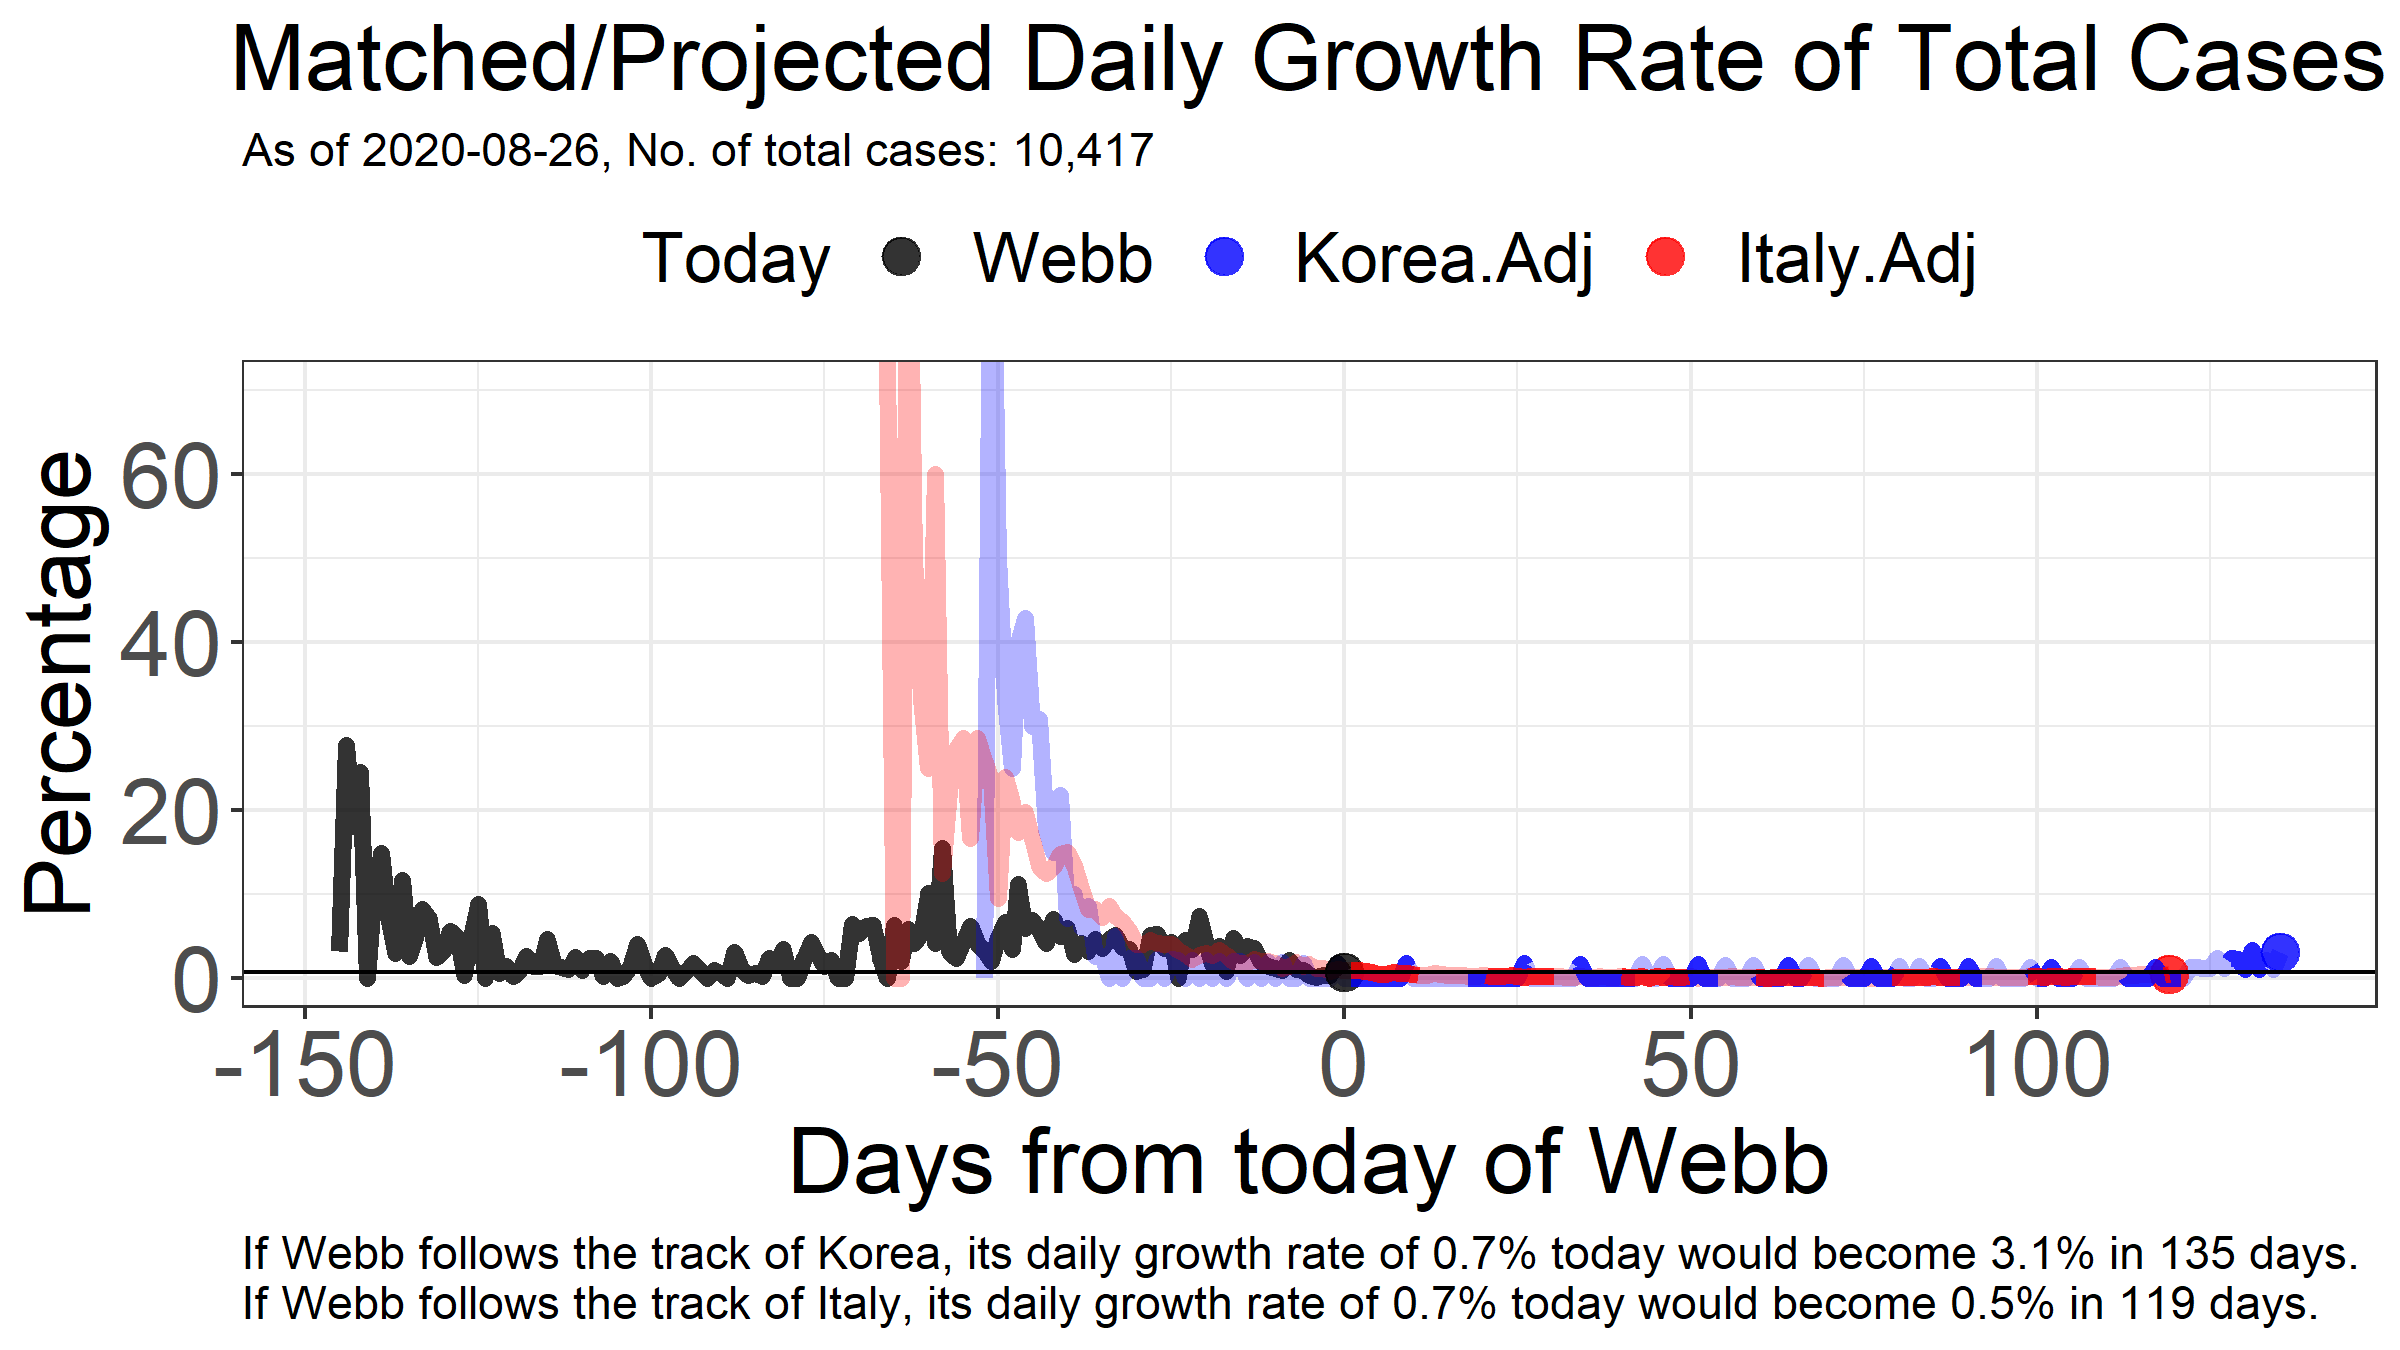 Matched/Projected Daily Growth Rate of Total Cases
As of 2020-08-26, No. of total cases: 10,417
Today Webb Korea.Adj Italy.Adj
Percentage
60
40
20
0
-150 -100 -50 0 50 100
Days from today of Webb
If Webb follows the track of Korea, its daily growth rate of 0.7% today would become 3.1% in 135 days.
If Webb follows the track of Italy, its daily growth rate of 0.7% today would become 0.5% in 119 days.